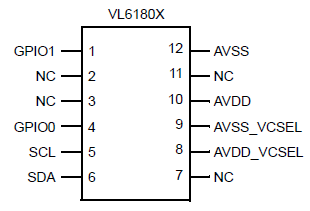 VL6180X
GPIO1 1 12 AVSS
NC 2 11 NC
NC 3 10 AVDD
GPIO0 4 9 AVSS_VCSEL
SCL 5 8 AVDD_VCSEL
SDA 6 7 NC